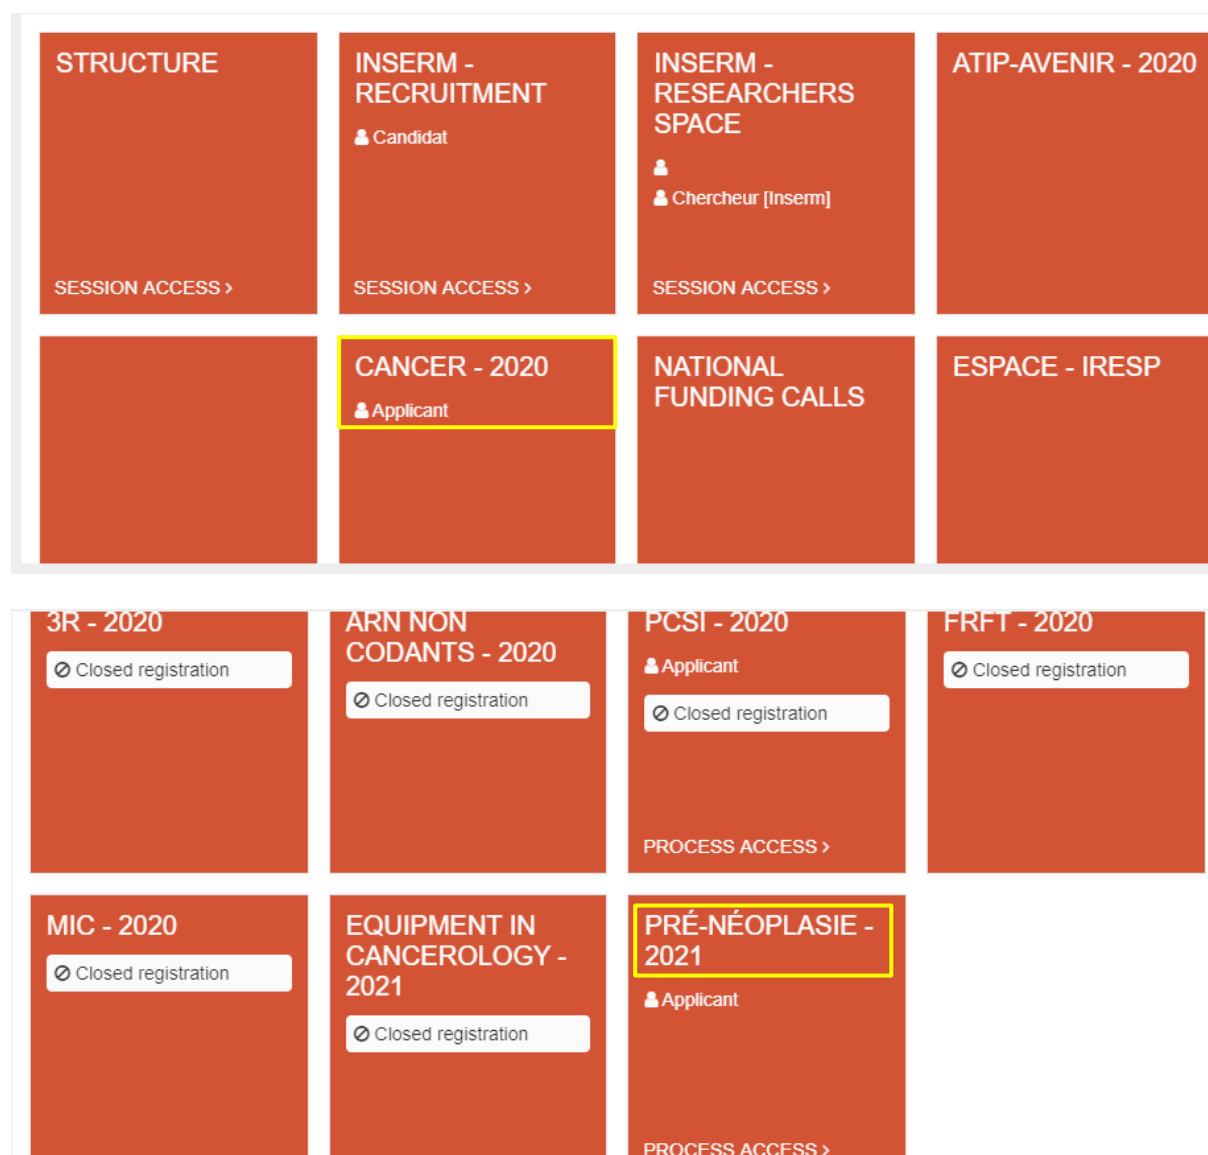 STRUCTURE
SESSION ACCESS >
INSERM -
RECRUITMENT
Candidat
SESSION ACCESS >
INSERM -
RESEARCHERS
SPACE
Chercheur [Inserm]
SESSION ACCESS >
ATIP-AVENIR - 2020
CANCER - 2020
Applicant
NATIONAL
FUNDING CALLS
ESPACE - IRESP
3R - 2020
Closed registration
ARN NON
CODANTS - 2020
Closed registration
PCSI - 2020
Applicant
Closed registration
PROCESS ACCESS >
FRFT - 2020
Closed registration
MIC - 2020
Closed registration
EQUIPMENT IN
CANCEROLOGY -
2021
Closed registration
PRÉ-NÉOPLASIE -
2021
Applicant
PROCESS ACCESS >